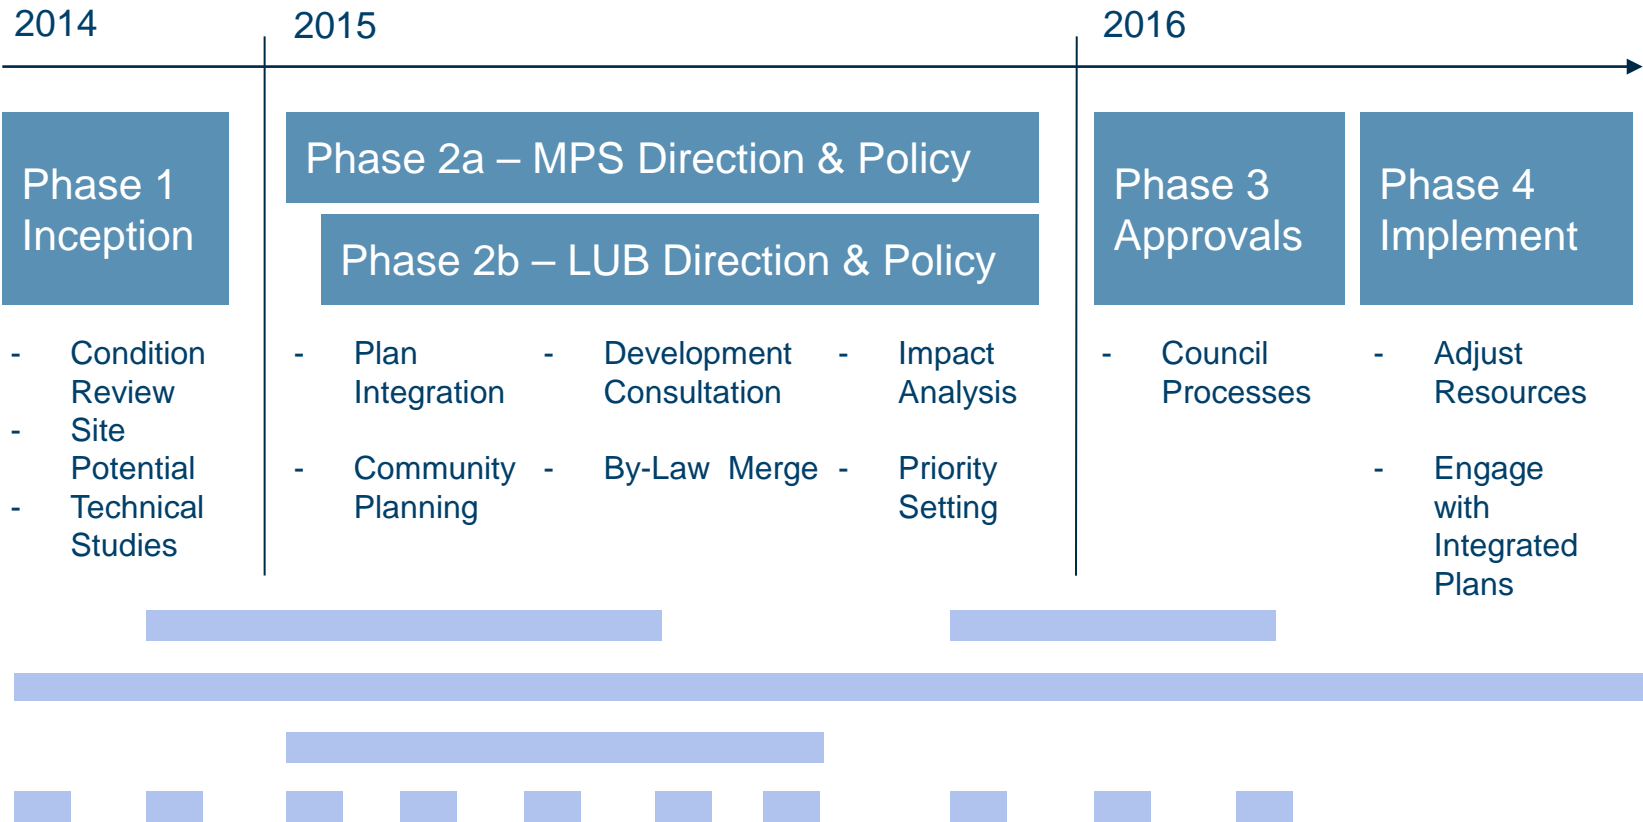 2014
2015
2016
Phase 1
Inception
Phase 2a – MPS Direction & Policy
Phase 2b – LUB Direction & Policy
Phase 3
Approvals
Phase 4
Implement
- Condition
Review
- Site
Potential
- Technical
Studies
- Plan
Integration
- Community
Planning
- Development
Consultation
- By-Law Merge
- Impact
Analysis
- Priority
Setting
- Council
Processes
- Adjust
Resources
- Engage
with
Integrated
Plans